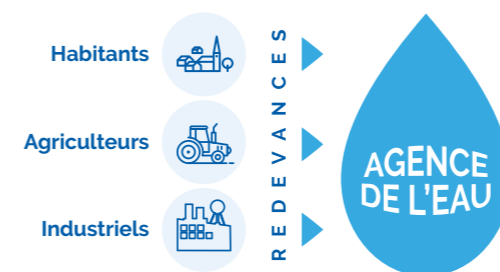 Habitants
Agriculteurs
Industriels
REDEVANCES
AGENCE
DE L'EAU